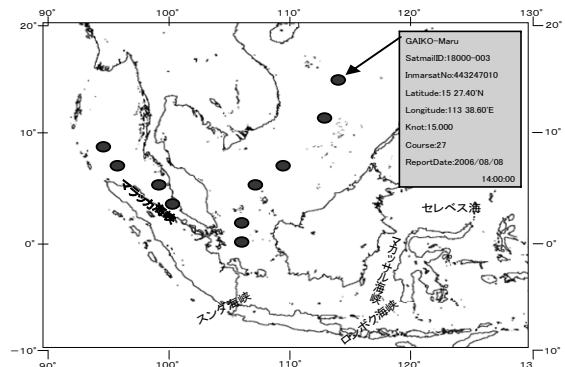 90°
100°
110°
120°
130°
20°
20°
GAIKO-Maru
SatmailID:18000-003
InmarsatNo:443247010
Latitude:15 27.40'N
Longitude:113 38.60'E
Knot:15.000
Course:27
ReportDate:2006/08/08
14:00:00
10°
10°
マラッカ海峡
セレベス海
マカッサル海峡
0°
0°
スンダ海峡
ロンボク海峡
-10°
-10°
90°
100°
110°
120°
130°